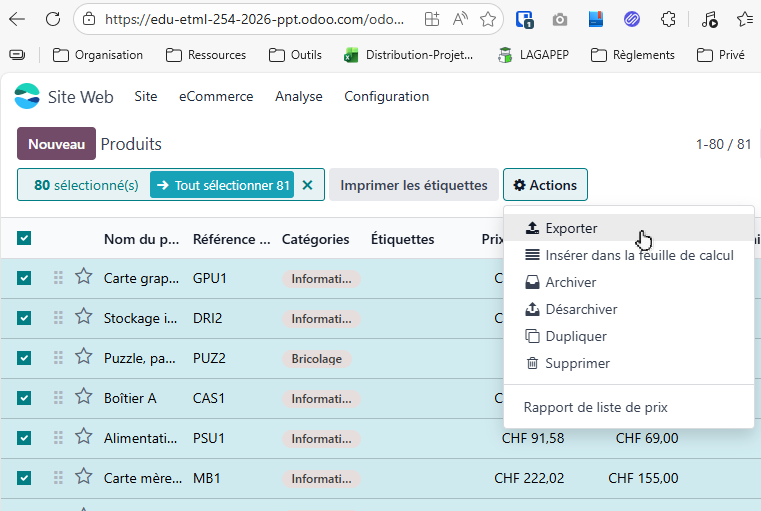 https://edu-etml-254-2026-ppt.odoo.com/odo...
Organisation Ressources Outils Distribution-Projet... LAGAPEP Règlements Privé
Site Web Site eCommerce Analyse Configuration
Nouveau Produits 1-80 / 81
80 sélectionné(s) Tout sélectionner 81 Imprimer les étiquettes Actions
Exporter
Insérer dans la feuille de calcul
Archiver
Désarchiver
Dupliquer
Supprimer
Rapport de liste de prix
Nom du p... Référence ... Catégories Étiquettes
Carte grap... GPU1 Informati...
Stockage i... DRI2 Informati...
Puzzle, pa... PUZ2 Bricolage
Boîtier A CAS1 Informati...
Alimentati... PSU1 Informati... CHF 91,58 CHF 69,00
Carte mère... MB1 Informati... CHF 222,02 CHF 155,00